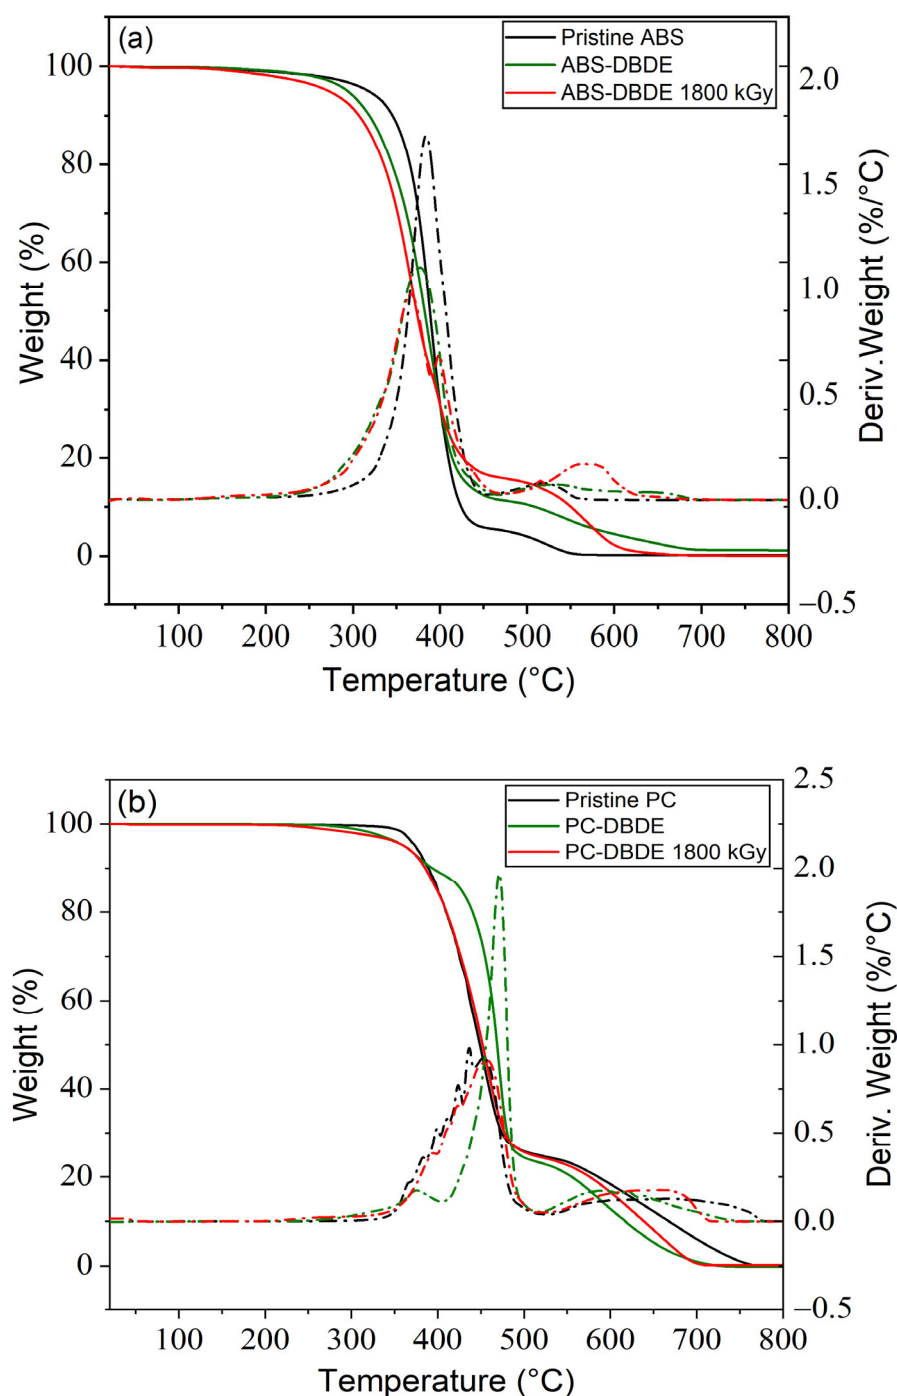 (a)
Pristine ABS
ABS-DBDE
ABS-DBDE 1800 kGy
100
80
60
40
20
0
Weight (%)
2.0
1.5
1.0
0.5
0.0
–0.5
Deriv.Weight (%/°C)
100 200 300 400 500 600 700 800
Temperature (°C)
(b)
Pristine PC
PC-DBDE
PC-DBDE 1800 kGy
100
80
60
40
20
0
Weight (%)
2.5
2.0
1.5
1.0
0.5
0.0
–0.5
Deriv. Weight (%/°C)
100 200 300 400 500 600 700 800
Temperature (°C)